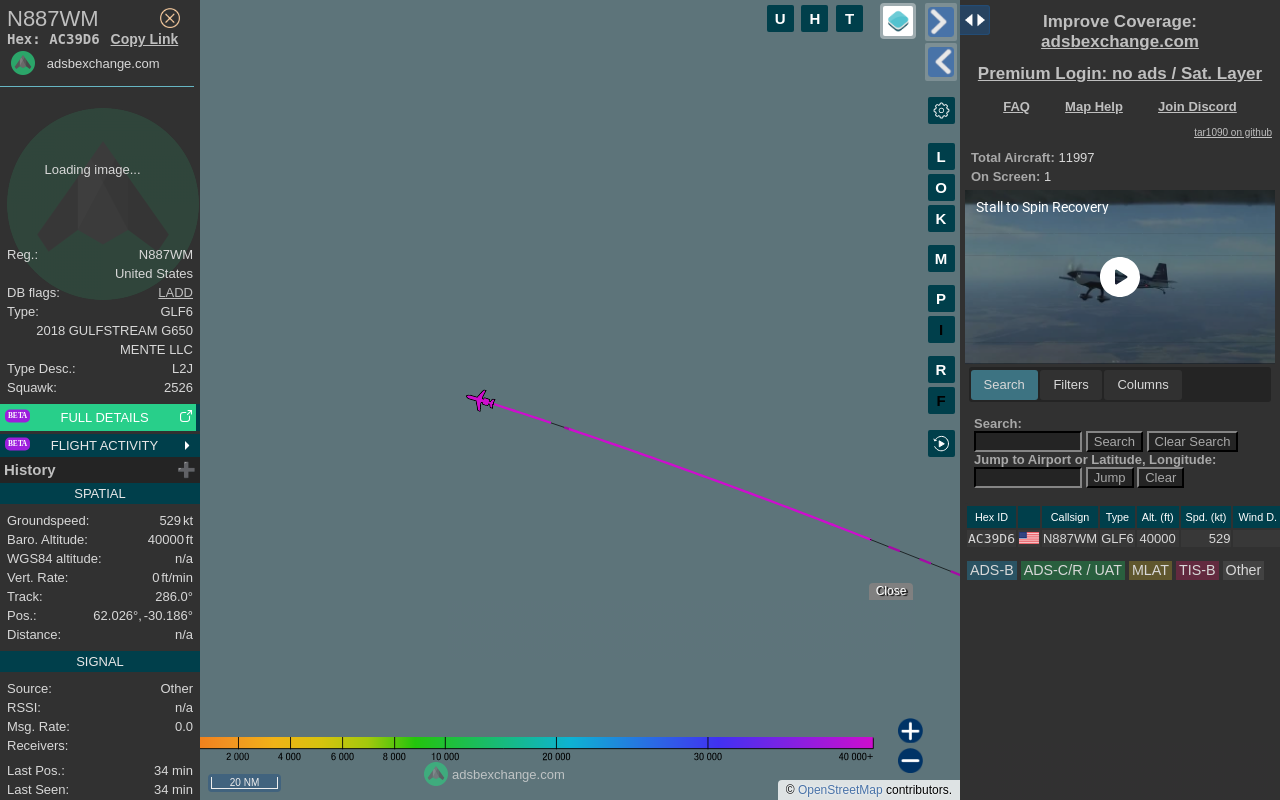 N887WM
Hex: AC39D6 Copy Link
adsbexchange.com
Loading image...
Reg.: N887WM
United States
DB flags: LADD
Type: GLF6
2018 GULFSTREAM G650
MENTE LLC
Type Desc.: L2J
Squawk: 2526
BETA FULL DETAILS
BETA FLIGHT ACTIVITY
History
SPATIAL
Groundspeed: 529 kt
Baro. Altitude: 40000 ft
WGS84 altitude: n/a
Vert. Rate: 0 ft/min
Track: 286.0°
Pos.: 62.026°, -30.186°
Distance: n/a
SIGNAL
Source: Other
RSSI: n/a
Msg. Rate: 0.0
Receivers:
Last Pos.: 34 min
Last Seen: 34 min
U H T
L
O
K
M
P
I
R
F
Close
2 000 4 000 6 000 8 000 10 000 20 000 30 000 40 000+
adsbexchange.com
20 NM
© OpenStreetMap contributors.
Improve Coverage:
adsbexchange.com
Premium Login: no ads / Sat. Layer
FAQ Map Help Join Discord
tar1090 on github
Total Aircraft: 11997
On Screen: 1
Stall to Spin Recovery
Search Filters Columns
Search:
Search Clear Search
Jump to Airport or Latitude, Longitude:
Jump Clear
Hex ID Callsign Type Alt. (ft) Spd. (kt) Wind D.
AC39D6 N887WM GLF6 40000 529
ADS-B ADS-C/R / UAT MLAT TIS-B Other